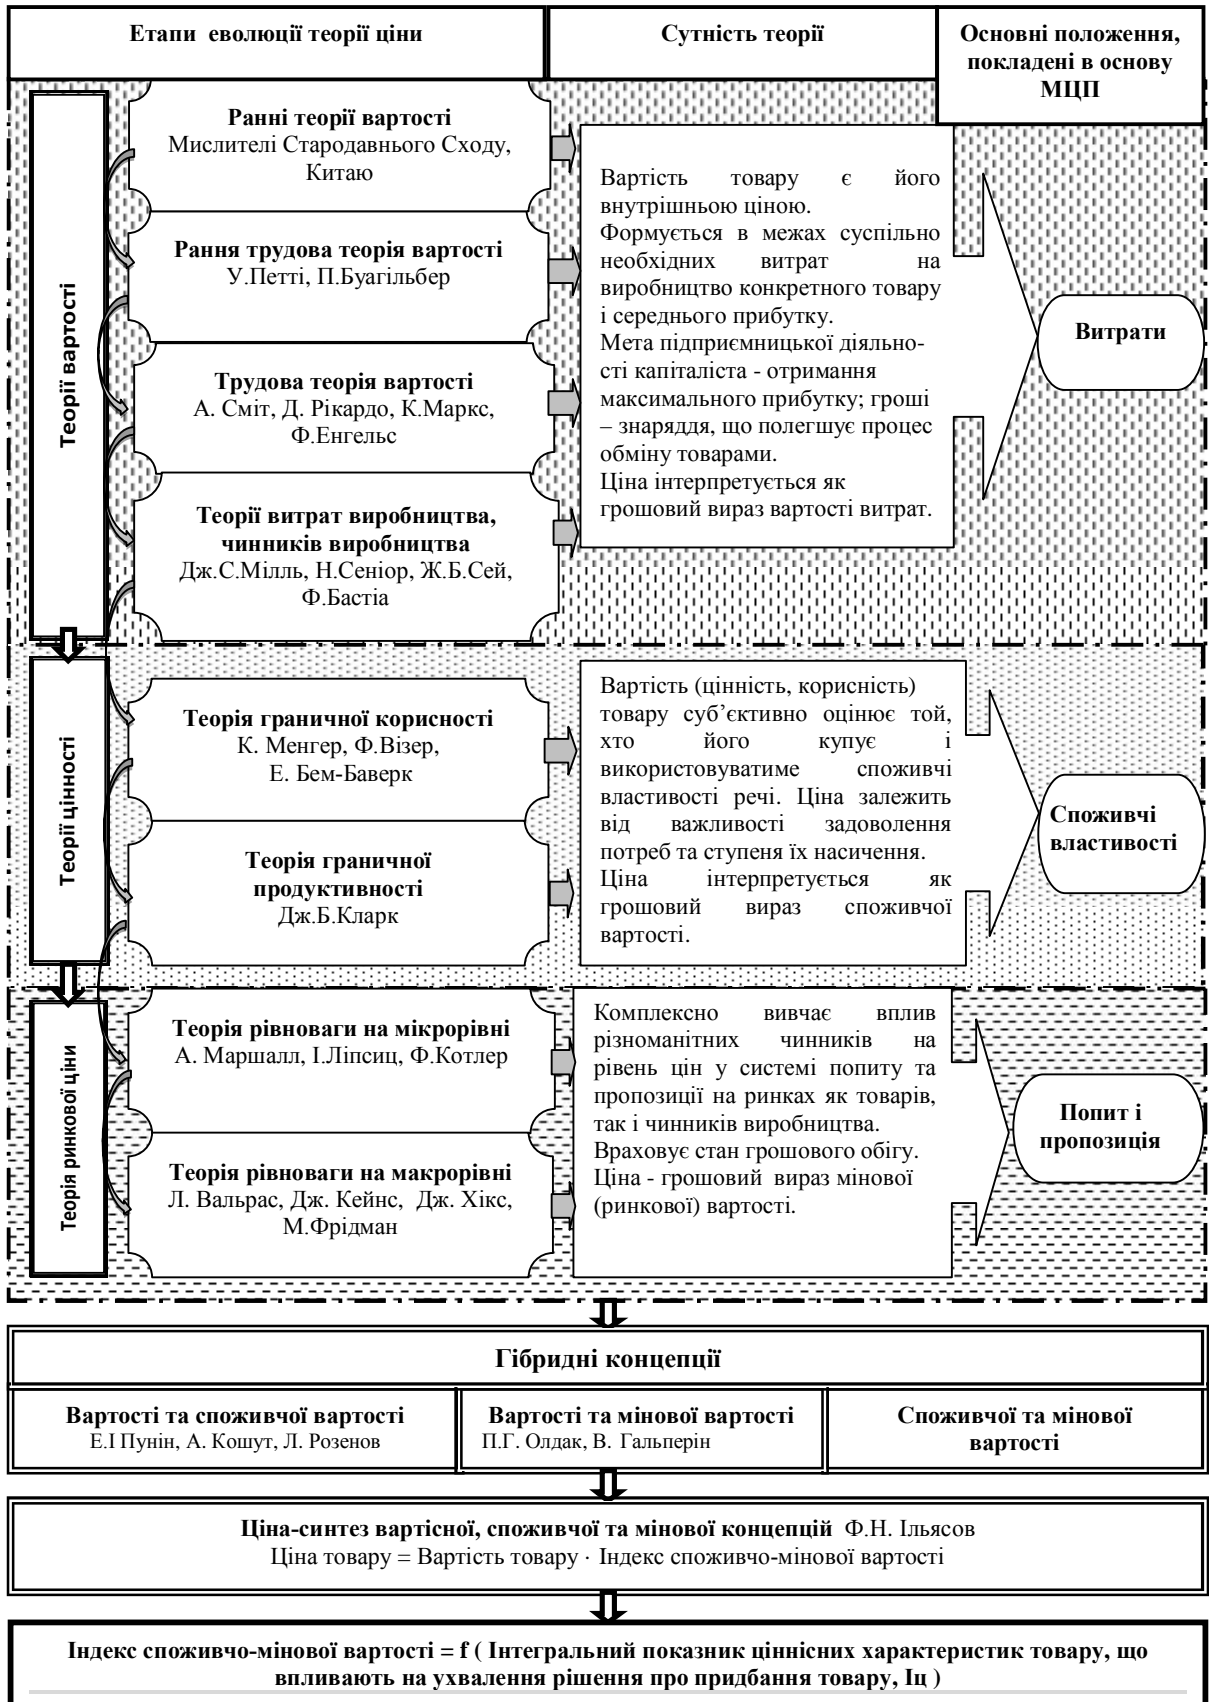 Етапи еволюції теорії ціни
Сутність теорії
Основні положення,
покладені в основу
МЦП
Теорії вартості
Ранні теорії вартості
Мислителі Стародавнього Сходу,
Китаю
Рання трудова теорія вартості
У.Петті, П.Буагільбер
Трудова теорія вартості
А. Сміт, Д. Рікардо, К.Маркс,
Ф.Енгельс
Теорії витрат виробництва,
чинників виробництва
Дж.С.Мілль, Н.Сеніор, Ж.Б.Сей,
Ф.Бастіа
Вартість товару є його
внутрішньою ціною.
Формується в межах суспільно
необхідних витрат на
виробництво конкретного товару
і середнього прибутку.
Мета підприємницької діяльно-
сті капіталіста - отримання
максимального прибутку; гроші
– знаряддя, що полегшує процес
обміну товарами.
Ціна інтерпретується як
грошовий вираз вартості витрат.
Витрати
Теорії цінності
Теорія граничної корисності
К. Менгер, Ф.Візер,
Е. Бем-Баверк
Теорія граничної
продуктивності
Дж.Б.Кларк
Вартість (цінність, корисність)
товару суб’єктивно оцінює той,
хто його купує і
використовуватиме споживчі
властивості речі. Ціна залежить
від важливості задоволення
потреб та ступеня їх насичення.
Ціна інтерпретується як
грошовий вираз споживчої
вартості.
Споживчі
властивості
Теорія ринкової ціни
Теорія рівноваги на мікрорівні
А. Маршалл, І.Ліпсиц, Ф.Котлер
Теорія рівноваги на макрорівні
Л. Вальрас, Дж. Кейнс, Дж. Хікс,
М.Фрідман
Комплексно вивчає вплив
різноманітних чинників на
рівень цін у системі попиту та
пропозиції на ринках як товарів,
так і чинників виробництва.
Враховує стан грошового обігу.
Ціна - грошовий вираз мінової
(ринкової) вартості.
Попит і
пропозиція
Гібридні концепції
Вартості та споживчої вартості
Е.І Пунін, А. Кошут, Л. Розенов
Вартості та мінової вартості
П.Г. Олдак, В. Гальперін
Споживчої та мінової
вартості
Ціна-синтез вартісної, споживчої та мінової концепцій Ф.Н. Ільясов
Ціна товару = Вартість товару · Індекс споживчо-мінової вартості
Індекс споживчо-мінової вартості = f ( Інтегральний показник ціннісних характеристик товару, що
впливають на ухвалення рішення про придбання товару, Іц )